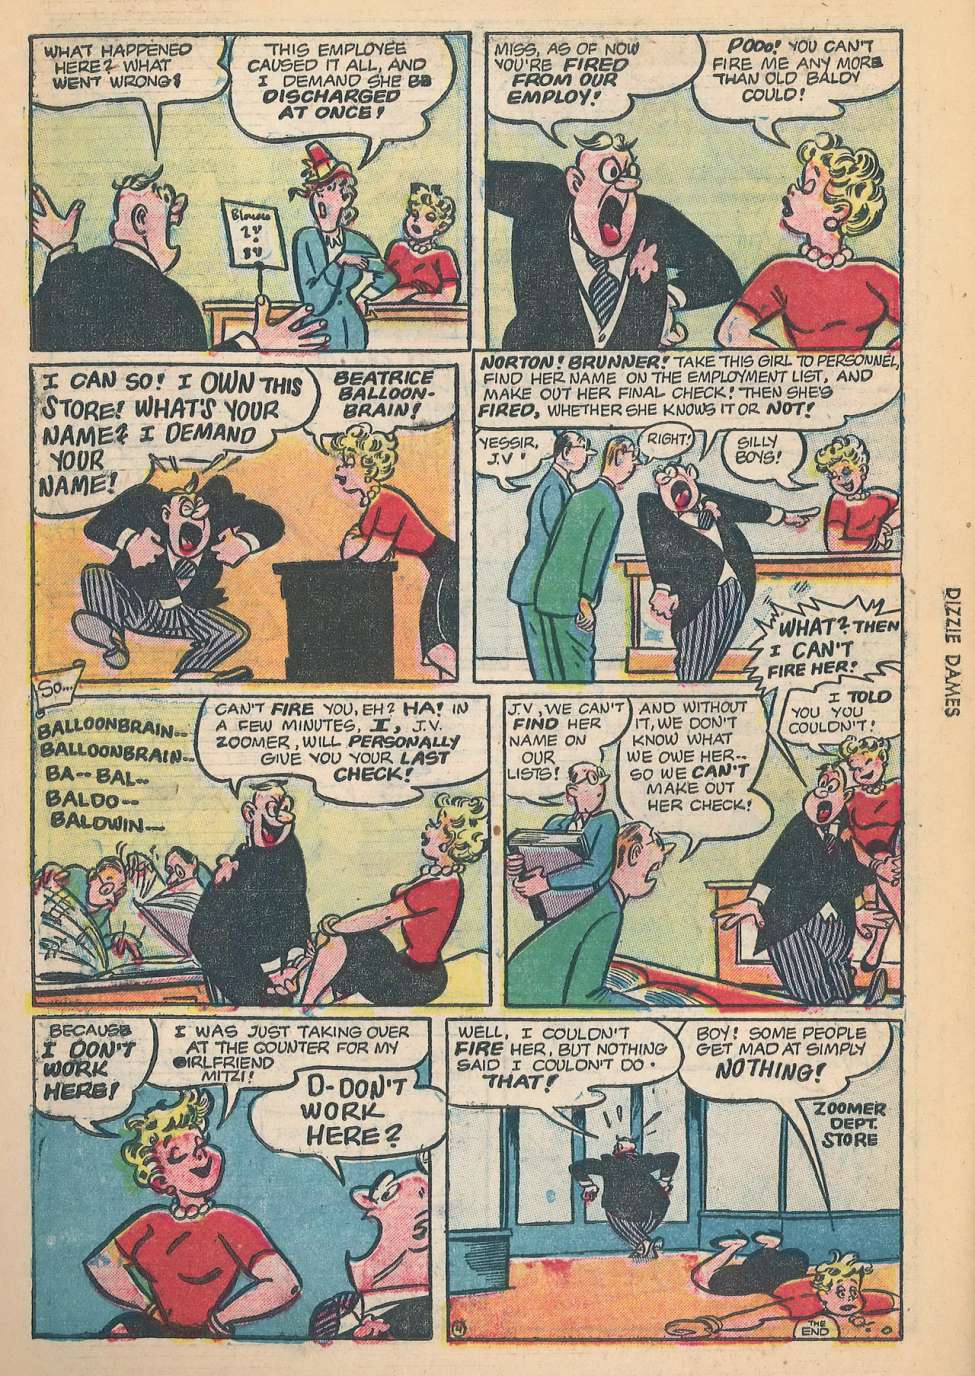 WHAT HAPPENED
HERE? WHAT
WENT WRONG?
THIS EMPLOYEE
CAUSED IT ALL, AND
I DEMAND SHE BE
DISCHARGED
AT ONCE!
Blouses
MISS, AS OF NOW
YOU'RE FIRED
FROM OUR
EMPLOY!
POOO! YOU CAN'T
FIRE ME ANY MORE
THAN OLD BALDY
COULD!
I CAN SO! I OWN THIS
STORE! WHAT'S YOUR
NAME? I DEMAND
YOUR
NAME!
BEATRICE
BALLOON-
BRAIN!
NORTON! BRUNNER! TAKE THIS GIRL TO PERSONNEL,
FIND HER NAME ON THE EMPLOYMENT LIST, AND
MAKE OUT HER FINAL CHECK! THEN SHE'S
FIRED, WHETHER SHE KNOWS IT OR NOT!
YESSIR,
J.V!
RIGHT!
SILLY
BOYS!
SO...
BALLOONBRAIN--
BALLOONBRAIN--
BA--BAL--
BALDO--
BALDWIN--
CAN'T FIRE YOU, EH? HA! IN
A FEW MINUTES, I, J.V.
ZOOMER, WILL PERSONALLY
GIVE YOU YOUR LAST
CHECK!
J.V., WE CAN'T
FIND HER
NAME ON
OUR
LISTS!
AND WITHOUT
IT, WE DON'T
KNOW WHAT
WE OWE HER--
SO WE CAN'T
MAKE OUT
HER CHECK!
WHAT? THEN
I CAN'T
FIRE HER!
I TOLD
YOU YOU
COULDN'T!
BECAUSE
I DON'T
WORK
HERE!
I WAS JUST TAKING OVER
AT THE COUNTER FOR MY
GIRLFRIEND
MITZI!
D-DON'T
WORK
HERE?
WELL, I COULDN'T
FIRE HER, BUT NOTHING
SAID I COULDN'T DO
THAT!
BOY! SOME PEOPLE
GET MAD AT SIMPLY
NOTHING!
ZOOMER
DEPT.
STORE
4
THE
END
DIZZIE DAMES